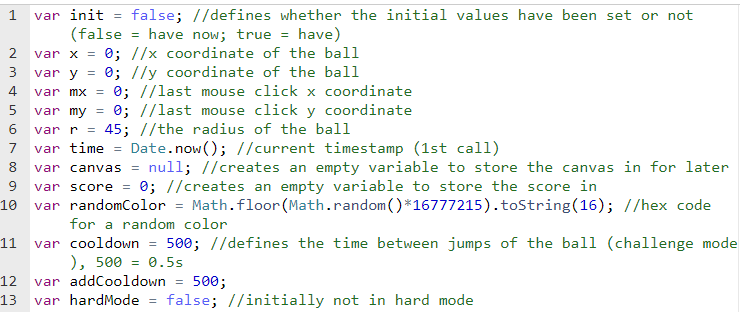 1 var init = false; //defines whether the initial values have been set or not
(false = have now; true = have)
2 var x = 0; //x coordinate of the ball
3 var y = 0; //y coordinate of the ball
4 var mx = 0; //last mouse click x coordinate
5 var my = 0; //last mouse click y coordinate
6 var r = 45; //the radius of the ball
7 var time = Date.now(); //current timestamp (1st call)
8 var canvas = null; //creates an empty variable to store the canvas in for later
9 var score = 0; //creates an empty variable to store the score in
10 var randomColor = Math.floor(Math.random()*16777215).toString(16); //hex code
for a random color
11 var cooldown = 500; //defines the time between jumps of the ball (challenge mode
), 500 = 0.5s
12 var addCooldown = 500;
13 var hardMode = false; //initially not in hard mode